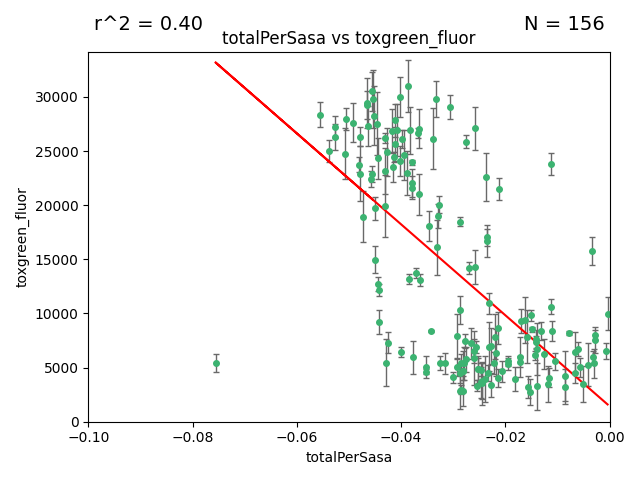 r^2 = 0.40 N = 156
totalPerSasa vs toxgreen_fluor
30000
25000
20000
15000
10000
5000
0
toxgreen_fluor
−0.10 −0.08 −0.06 −0.04 −0.02 0.00
totalPerSasa